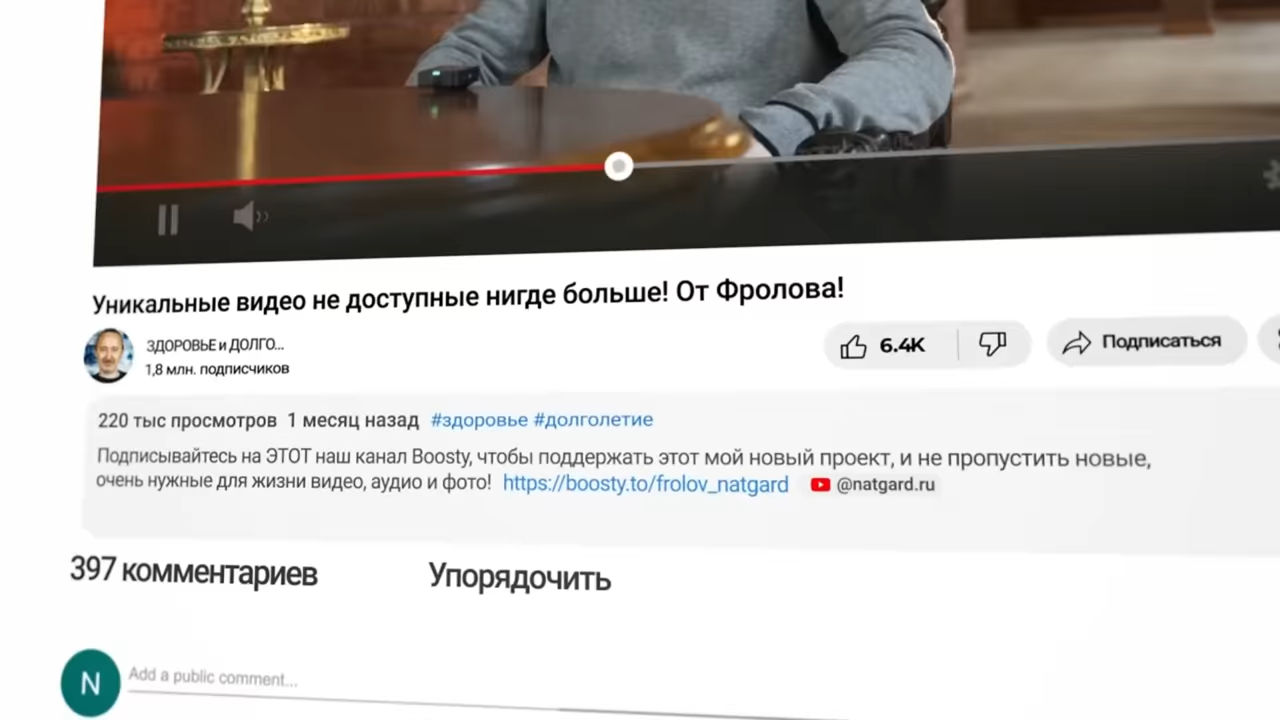 Уникальные видео не доступные нигде больше! От Фролова!
ЗДОРОВЬЕ и ДОЛГО...
1,8 млн. подписчиков
6.4K
Подписаться
220 тыс просмотров 1 месяц назад #здоровье #долголетие
Подписывайтесь на ЭТОТ наш канал Boosty, чтобы поддержать этот мой новый проект, и не пропустить новые,
очень нужные для жизни видео, аудио и фото! https://boosty.to/frolov_natgard @natgard.ru
397 комментариев Упорядочить
N
Add a public comment...